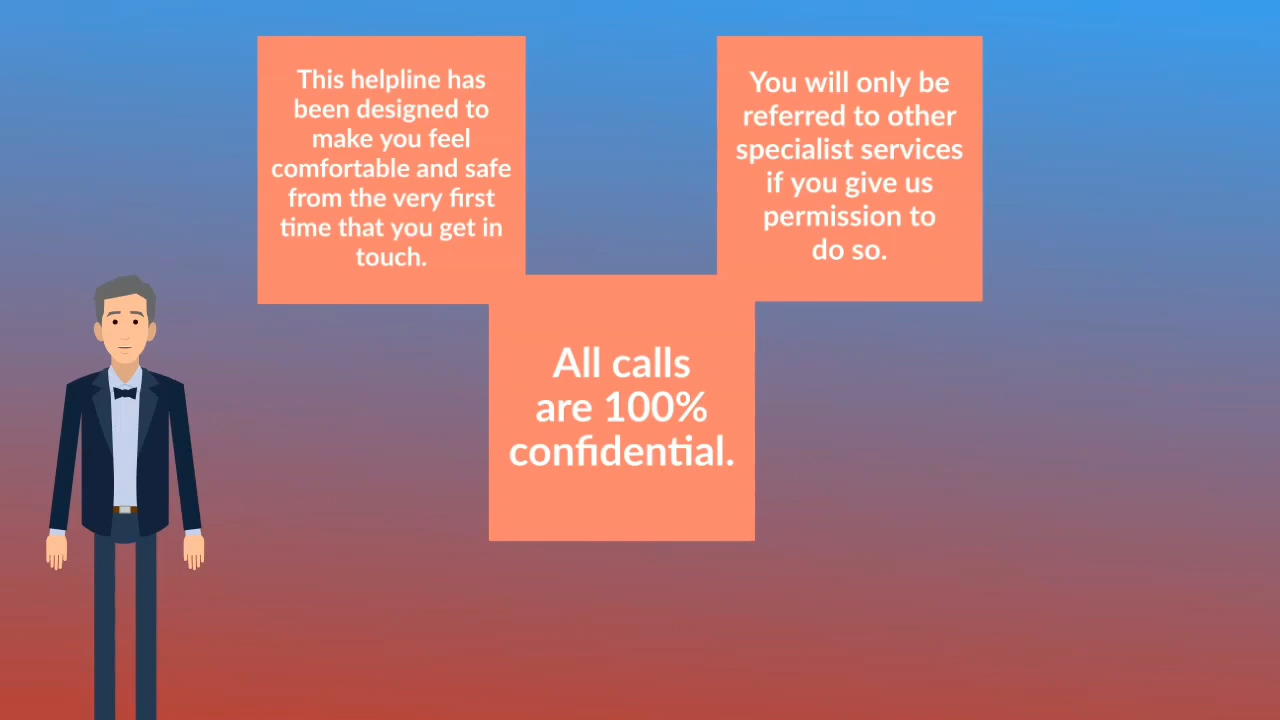 This helpline has
been designed to
make you feel
comfortable and safe
from the very first
time that you get in
touch.
You will only be
referred to other
specialist services
if you give us
permission to
do so.
All calls
are 100%
confidential.